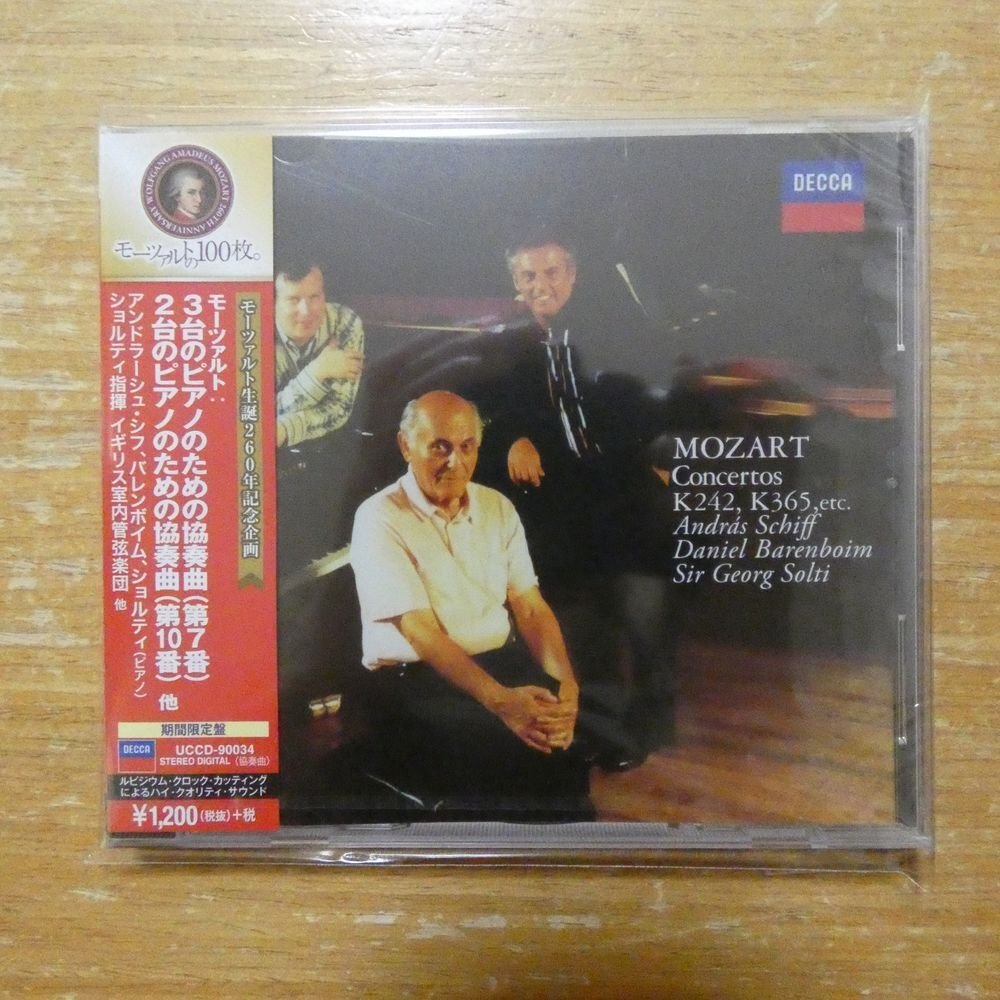 WOLFGANG AMADEUS MOZART 260TH ANNIVERSARY
モーツァルトの100枚。
モーツァルト生誕260年記念企画
モーツァルト:
3台のピアノのための協奏曲(第7番)
2台のピアノのための協奏曲(第10番) 他
アンドラーシュ・シフ、バレンボイム、ショルティ(ピアノ)
ショルティ指揮 イギリス室内管弦楽団 他
期間限定盤
DECCA
UCCD-90034
STEREO DIGITAL 〈協奏曲〉
ルビジウム・クロック・カッティング
によるハイ・クオリティ・サウンド
¥1,200(税抜)+税
DECCA
MOZART
Concertos
K242, K365, etc.
András Schiff
Daniel Barenboim
Sir Georg Solti